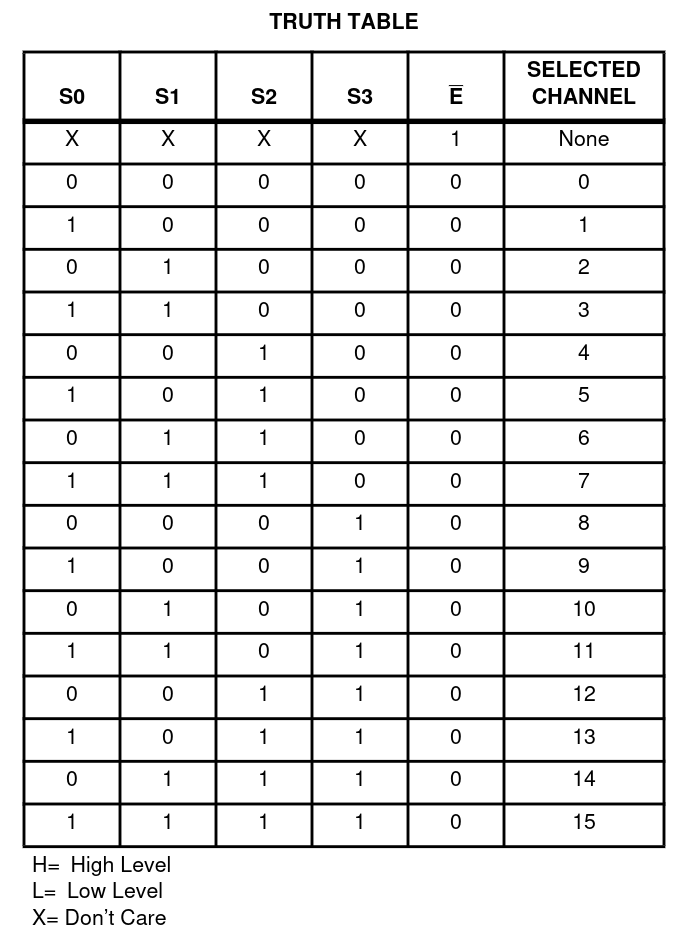 TRUTH TABLE
S0 S1 S2 S3 E̅ SELECTED CHANNEL
X X X X 1 None
0 0 0 0 0 0
1 0 0 0 0 1
0 1 0 0 0 2
1 1 0 0 0 3
0 0 1 0 0 4
1 0 1 0 0 5
0 1 1 0 0 6
1 1 1 0 0 7
0 0 0 1 0 8
1 0 0 1 0 9
0 1 0 1 0 10
1 1 0 1 0 11
0 0 1 1 0 12
1 0 1 1 0 13
0 1 1 1 0 14
1 1 1 1 0 15
H= High Level
L= Low Level
X= Don't Care